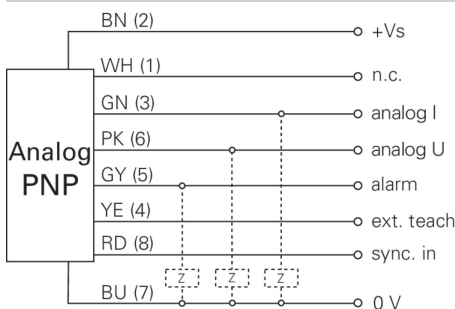 BN (2) +Vs
WH (1) n.c.
GN (3) analog I
PK (6) analog U
Analog
PNP
GY (5) alarm
YE (4) ext. teach
RD (8) sync. in
Z Z Z
BU (7) 0 V